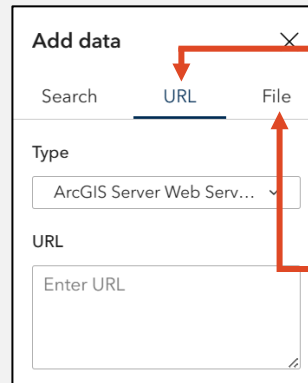 Add data
Search URL File
Type
ArcGIS Server Web Serv...
URL
Enter URL